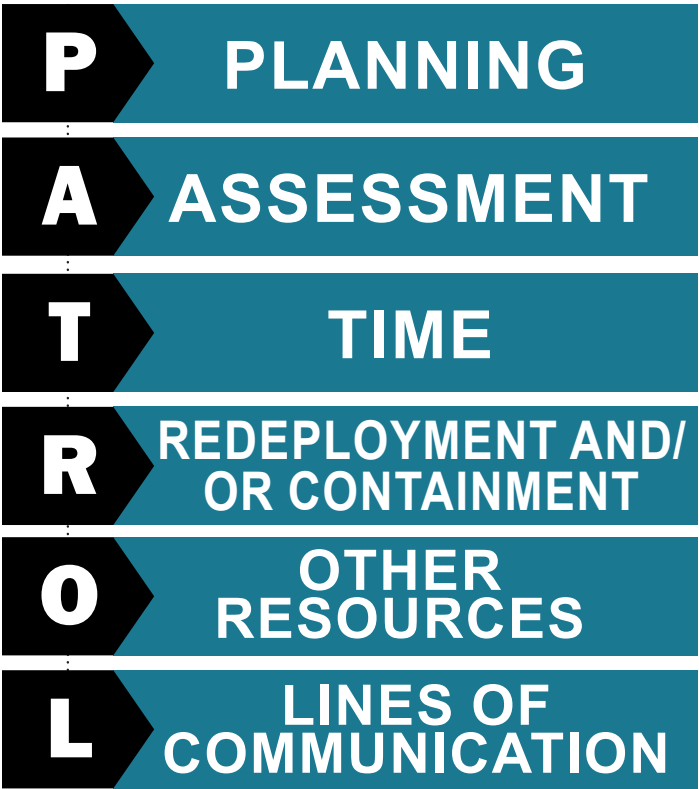 P PLANNING
A ASSESSMENT
T TIME
R REDEPLOYMENT AND/
OR CONTAINMENT
O OTHER
RESOURCES
L LINES OF
COMMUNICATION